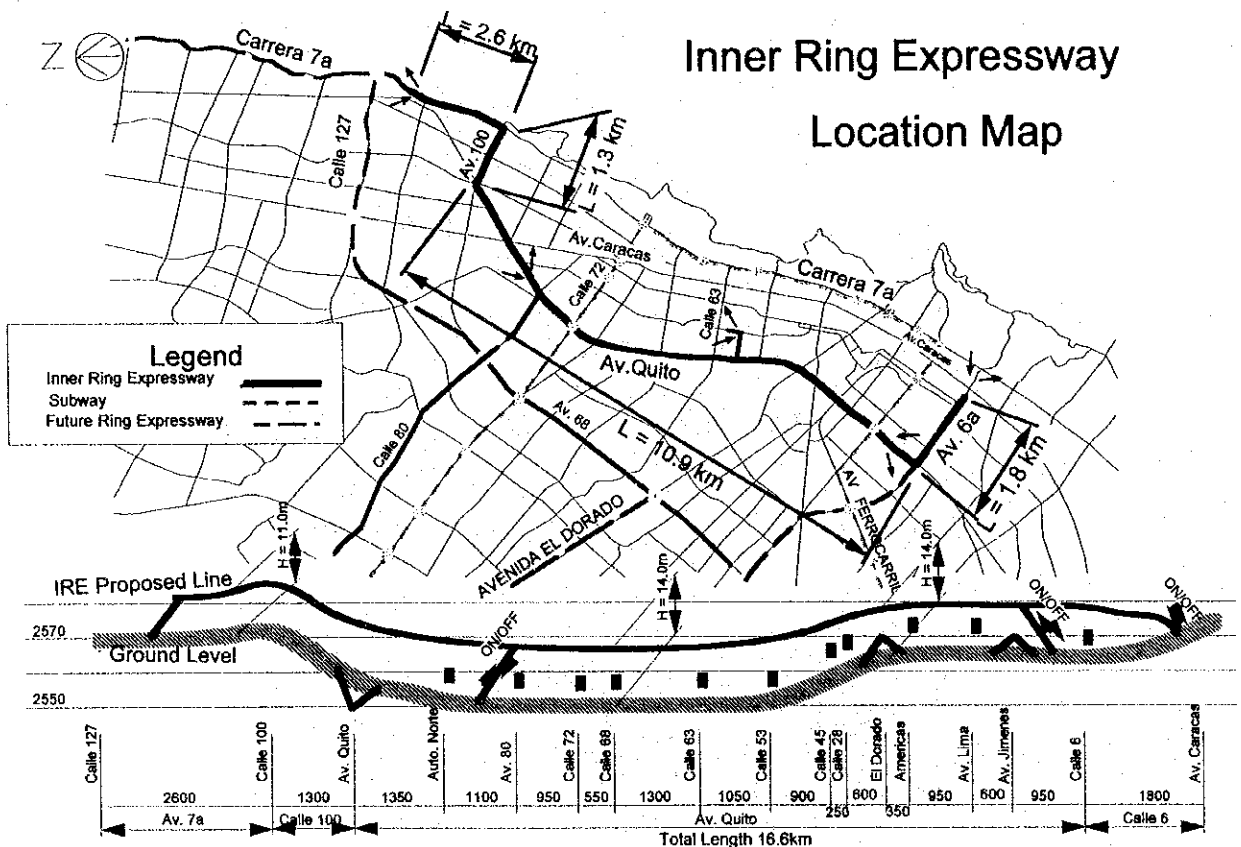 Inner Ring Expressway
Location Map
Z
Carrera 7a
L = 2.6 km
Calle 127
Av.100
L = 1.3 km
Av.Caracas
Calle 72
Carrera 7a
Calle 63
Av.Caracas
Av.Quito
Legend
Inner Ring Expressway
Subway
Future Ring Expressway
Calle 80
Av. 68
L = 10.9 km
Av. 6a
L = 1.8 km
AV. FERROCARRIL
AVENIDA EL DORADO
H = 11.0m
H = 14.0m
H = 14.0m
IRE Proposed Line
ON/OFF
ON/OFF
ON/OFF
2570
Ground Level
2550
Calle 127
Calle 100
Av. Quito
Auto. Norte
Av. 80
Calle 72
Calle 68
Calle 63
Calle 53
Calle 45
Calle 28
El Dorado
Americas
Av. Lima
Av. Jimenes
Calle 6
Av. Caracas
2600 1300 1350 1100 950 550 1300 1050 900 250 600 350 950 600 950 1800
Av. 7a Calle 100 Av. Quito Calle 6
Total Length 16.6km